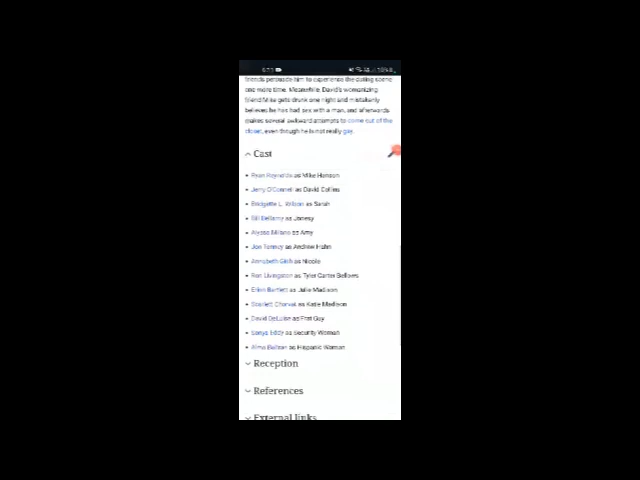 friends persuade him to experience the dating scene
one more time. Meanwhile, David's womanizing
friend Mike gets drunk one night and mistakenly
believes he has had sex with a man, and afterwards
makes several awkward attempts to come out of the
closet, even though he is not really gay.
Cast
Ryan Reynolds as Mike Hanson
Jerry O'Connell as David Collins
Bridgette L. Wilson as Sarah
Bill Bellamy as Jonesy
Alyssa Milano as Amy
Jon Tenney as Andrew Hahn
Annabeth Gish as Nicole
Ron Livingston as Tyler Carter Bellows
Erinn Bartlett as Julie Madison
Scarlett Chorvat as Katie Madison
David DeLuise as Frat Guy
Sonya Eddy as Security Woman
Alma Beltran as Hispanic Woman
Reception
References
External links